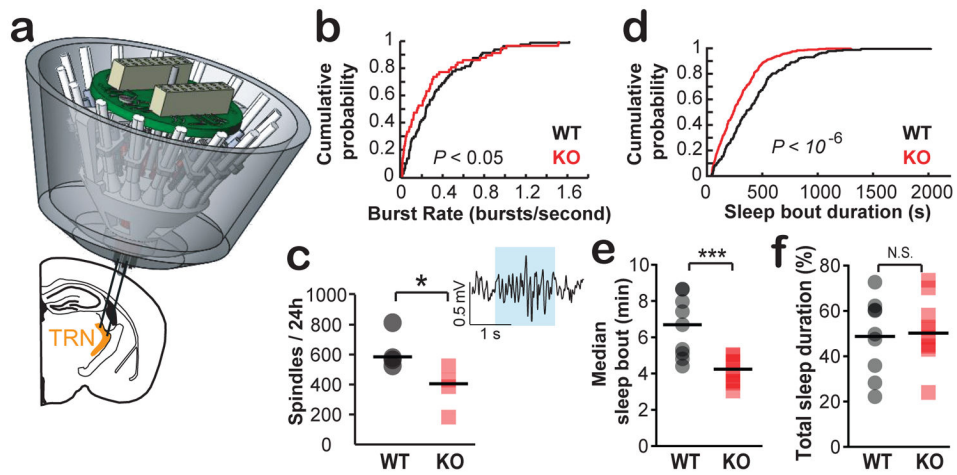 a
TRN
b
Cumulative
probability
1
0.8
0.6
0.4
0.2
0
0 0.4 0.8 1.2 1.6
WT
KO
P < 0.05
Burst Rate (bursts/second)
c
Spindles / 24h
1000
800
600
400
200
0
*
WT KO
0.5 mV
1 s
d
Cumulative
probability
1
0.8
0.6
0.4
0.2
0
0 500 1000 1500 2000
WT
KO
P < 10⁻⁶
Sleep bout duration (s)
e
Median
sleep bout (min)
10
8
6
4
2
0
***
WT KO
f
Total sleep duration (%)
80
60
40
20
0
N.S.
WT KO